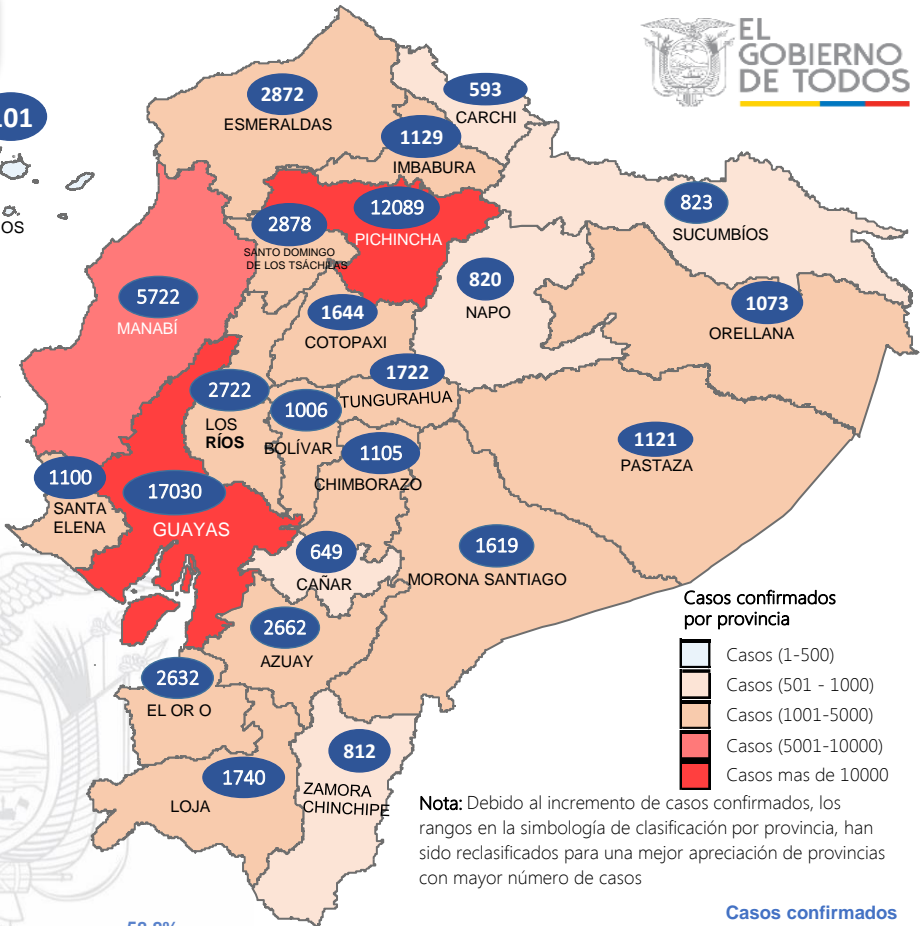 EL
GOBIERNO
DE TODOS
101
OS
2872
ESMERALDAS
593
CARCHI
1129
IMBABURA
12089
PICHINCHA
2878
SANTO DOMINGO
DE LOS TSÁCHILAS
823
SUCUMBÍOS
820
NAPO
1073
ORELLANA
5722
MANABÍ
1644
COTOPAXI
1722
TUNGURAHUA
2722
LOS
RÍOS
1006
BOLÍVAR
1105
CHIMBORAZO
1121
PASTAZA
1100
SANTA
ELENA
17030
GUAYAS
649
CAÑAR
1619
MORONA SANTIAGO
2662
AZUAY
2632
EL OR O
812
ZAMORA
CHINCHIPE
1740
LOJA
Casos confirmados
por provincia
Casos (1-500)
Casos (501 - 1000)
Casos (1001-5000)
Casos (5001-10000)
Casos mas de 10000
Nota: Debido al incremento de casos confirmados, los
rangos en la simbología de clasificación por provincia, han
sido reclasificados para una mejor apreciación de provincias
con mayor número de casos
Casos confirmados